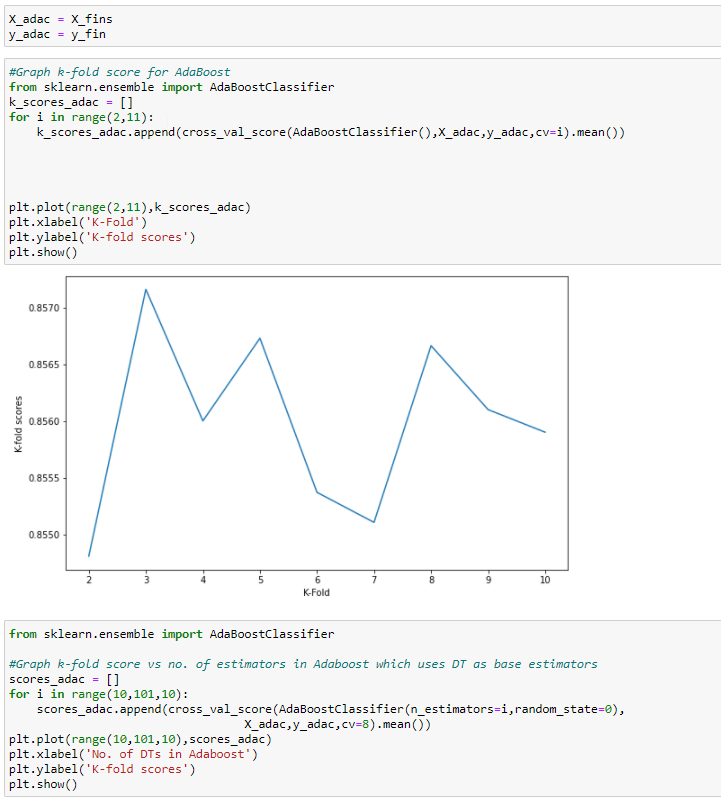 X_adac = X_fins
y_adac = y_fin
#Graph k-fold score for AdaBoost
from sklearn.ensemble import AdaBoostClassifier
k_scores_adac = []
for i in range(2,11):
    k_scores_adac.append(cross_val_score(AdaBoostClassifier(),X_adac,y_adac,cv=i).mean())
plt.plot(range(2,11),k_scores_adac)
plt.xlabel('K-Fold')
plt.ylabel('K-fold scores')
plt.show()
0.8570
0.8565
0.8560
0.8555
0.8550
K-fold scores
2 3 4 5 6 7 8 9 10
K-Fold
from sklearn.ensemble import AdaBoostClassifier
#Graph k-fold score vs no. of estimators in Adaboost which uses DT as base estimators
scores_adac = []
for i in range(10,101,10):
    scores_adac.append(cross_val_score(AdaBoostClassifier(n_estimators=i,random_state=0),
                                 X_adac,y_adac,cv=8).mean())
plt.plot(range(10,101,10),scores_adac)
plt.xlabel('No. of DTs in Adaboost')
plt.ylabel('K-fold scores')
plt.show()